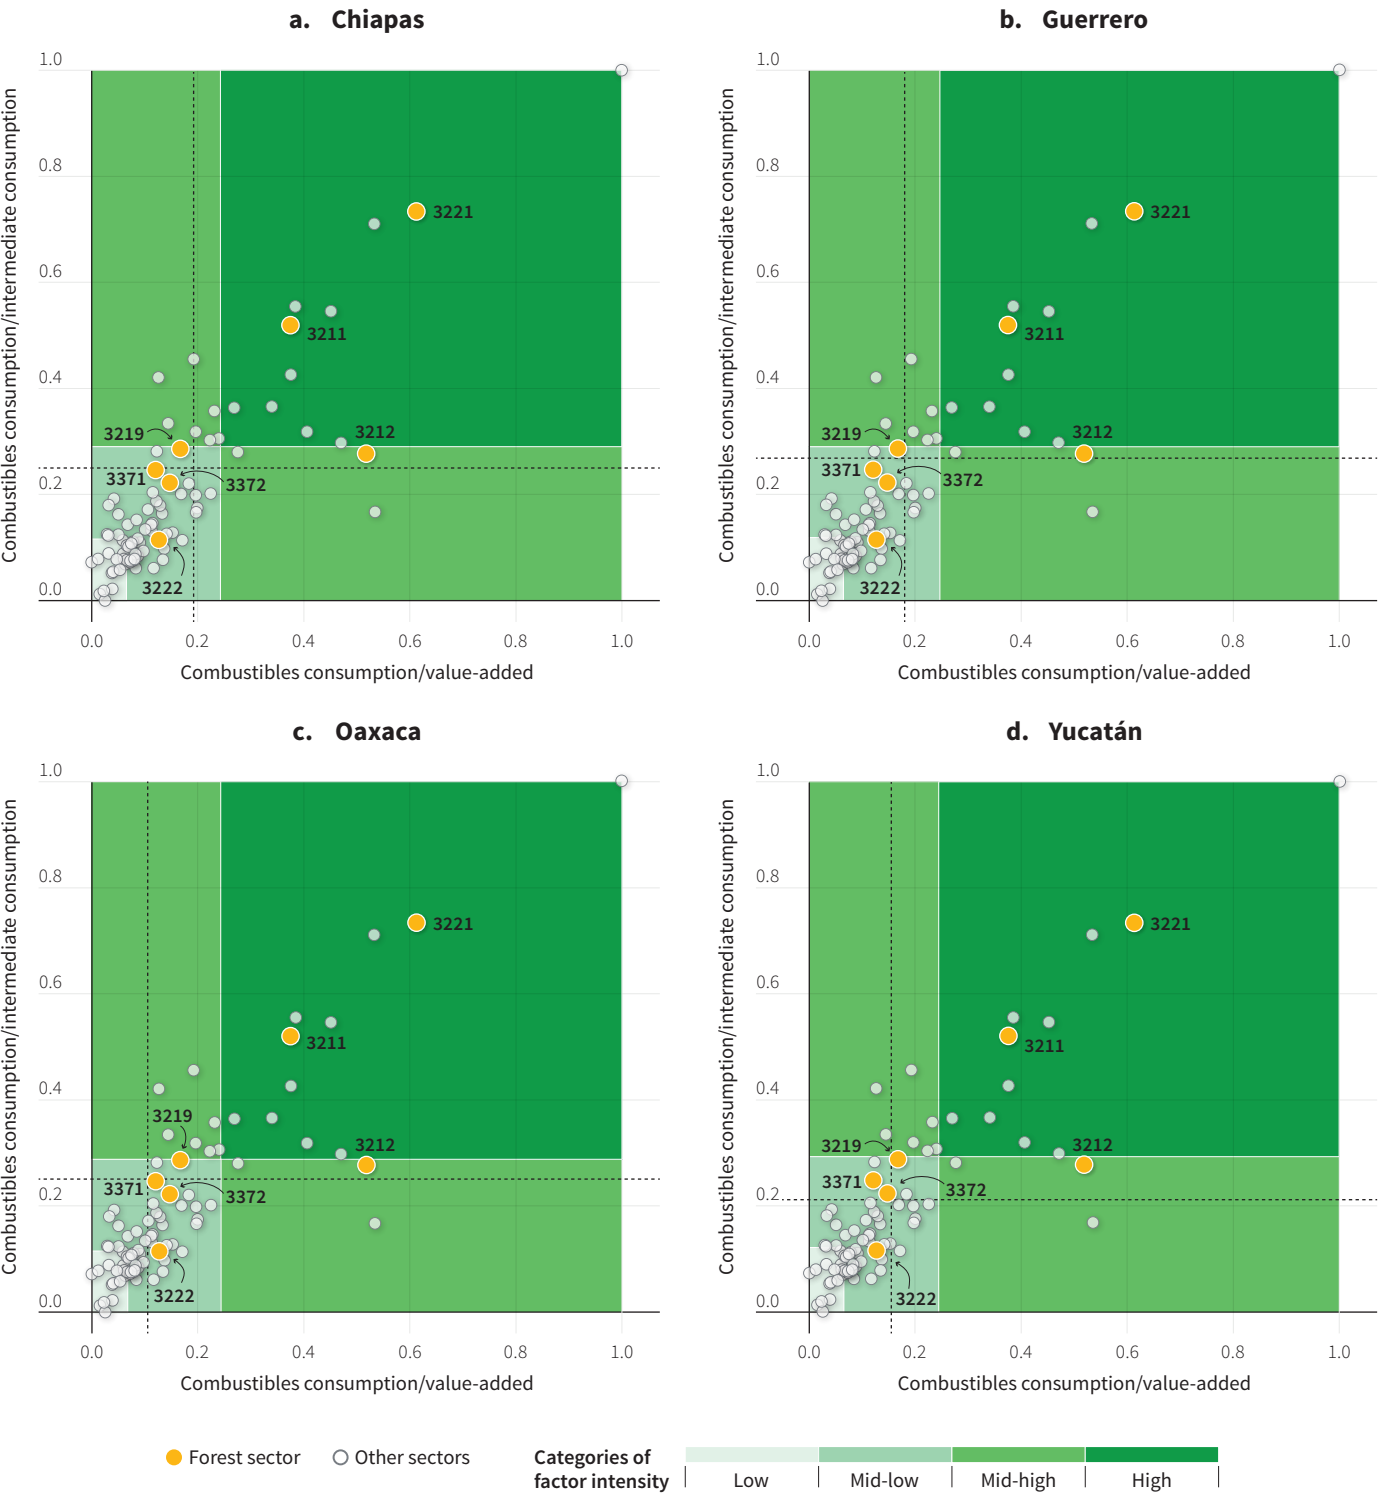 a. Chiapas
Combustibles consumption/intermediate consumption
1.0
0.8
0.6
0.4
0.2
0.0
3221
3211
3212
3219
3371
3372
3222
0.0 0.2 0.4 0.6 0.8 1.0
Combustibles consumption/value-added
b. Guerrero
Combustibles consumption/intermediate consumption
1.0
0.8
0.6
0.4
0.2
0.0
3221
3211
3212
3219
3371
3372
3222
0.0 0.2 0.4 0.6 0.8 1.0
Combustibles consumption/value-added
c. Oaxaca
Combustibles consumption/intermediate consumption
1.0
0.8
0.6
0.4
0.2
0.0
3221
3211
3219
3212
3371
3372
3222
0.0 0.2 0.4 0.6 0.8 1.0
Combustibles consumption/value-added
d. Yucatán
Combustibles consumption/intermediate consumption
1.0
0.8
0.6
0.4
0.2
0.0
3221
3211
3212
3219
3371
3372
3222
0.0 0.2 0.4 0.6 0.8 1.0
Combustibles consumption/value-added
Forest sector
Other sectors
Categories of
factor intensity
Low
Mid-low
Mid-high
High